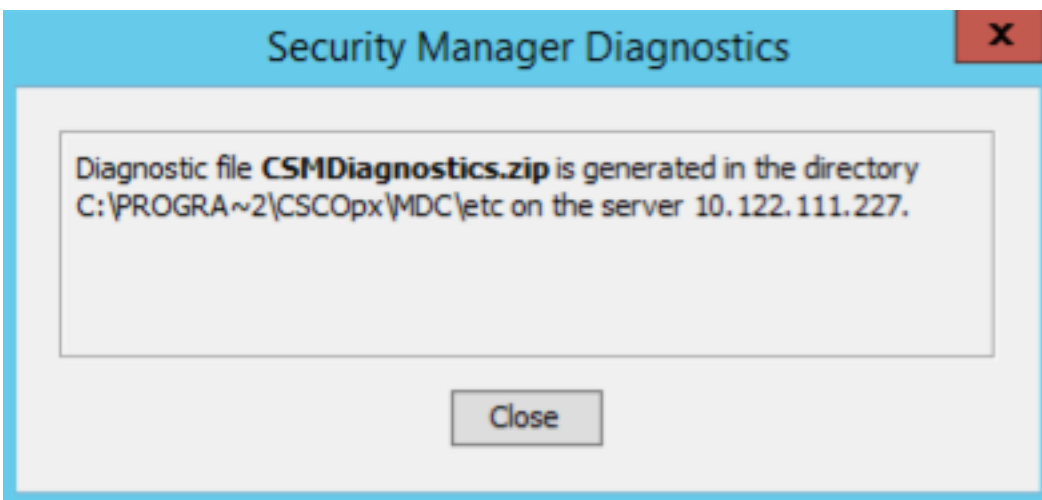 Security Manager Diagnostics
x
Diagnostic file CSMDiagnostics.zip is generated in the directory
C:\PROGRA~2\CSCOpx\MDC\etc on the server 10.122.111.227.
Close